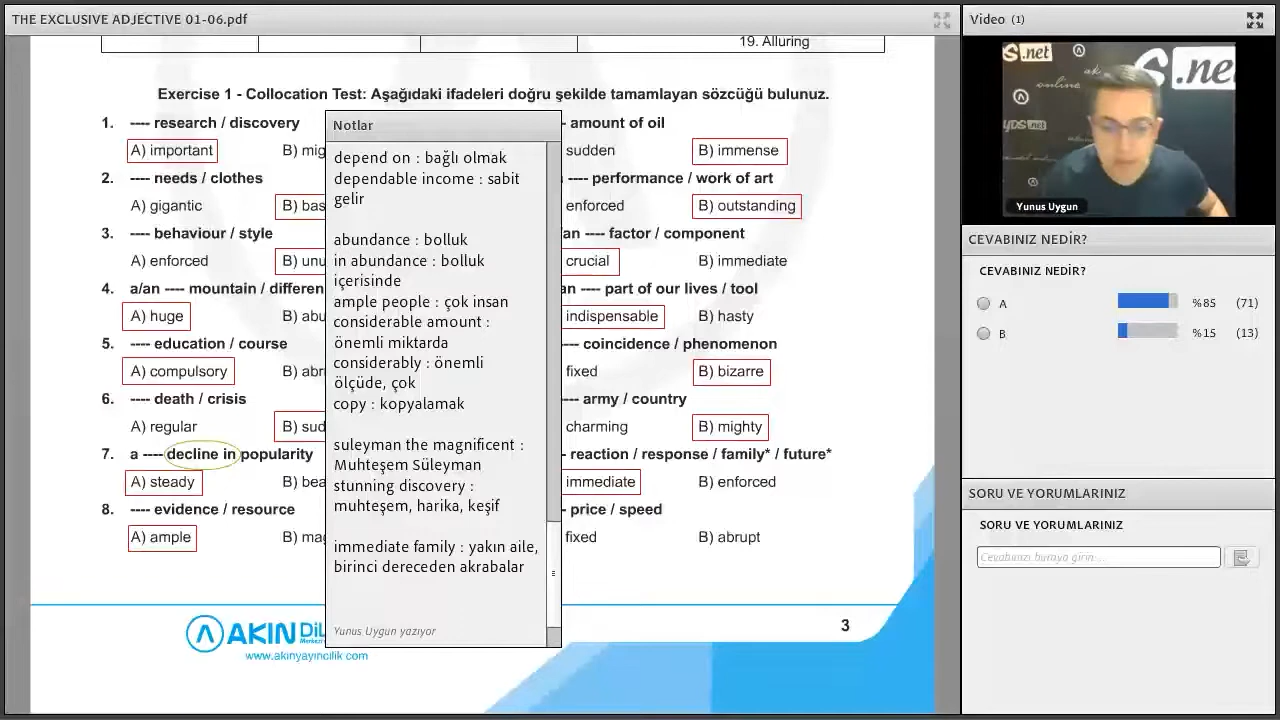 THE EXCLUSIVE ADJECTIVE 01-06.pdf
19. Alluring
Exercise 1 - Collocation Test: Aşağıdaki ifadeleri doğru şekilde tamamlayan sözcüğü bulunuz.
1. ---- research / discovery
A) important B) mig
2. ---- needs / clothes
A) gigantic B) bas
3. ---- behaviour / style
A) enforced B) unu
4. a/an ---- mountain / differen
A) huge B) abu
5. ---- education / course
A) compulsory B) abr
6. ---- death / crisis
A) regular B) sud
7. a ---- decline in popularity
A) steady B) bea
8. ---- evidence / resource
A) ample B) mag
Notlar
depend on : bağlı olmak
dependable income : sabit
gelir
abundance : bolluk
in abundance : bolluk
içerisinde
ample people : çok insan
considerable amount :
önemli miktarda
considerably : önemli
ölçüde, çok
copy : kopyalamak
suleyman the magnificent :
Muhteşem Süleyman
stunning discovery :
muhteşem, harika, keşif
immediate family : yakın aile,
birinci dereceden akrabalar
Yunus Uygun yazıyor
- amount of oil
sudden B) immense
---- performance / work of art
enforced B) outstanding
an ---- factor / component
crucial B) immediate
an ---- part of our lives / tool
indispensable B) hasty
---- coincidence / phenomenon
fixed B) bizarre
---- army / country
charming B) mighty
- reaction / response / family* / future*
immediate B) enforced
- price / speed
fixed B) abrupt
AKIN DİL
www.akinyayincilik.com
3
Video (1)
S.net
S.net
online
YDS.net
Yunus Uygun
CEVABINIZ NEDİR?
CEVABINIZ NEDİR?
A %85 (71)
B %15 (13)
SORU VE YORUMLARINIZ
SORU VE YORUMLARINIZ
Cevabınızı buraya girin...